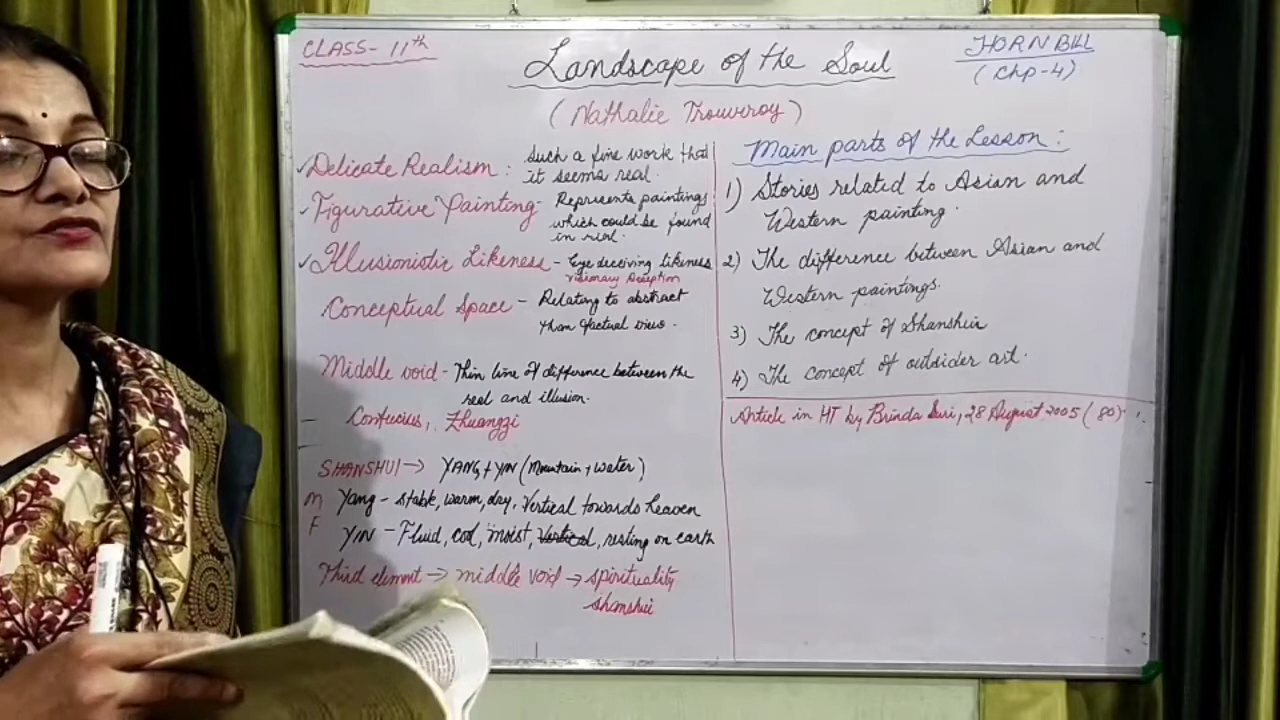 CLASS- 11th
Landscape of the Soul
HORNBILL
(Chp-4)
(Nathalie Trouveroy)
Delicate Realism : Such a fine work that
it seems real.
Figurative Painting- Represents paintings
which could be found
in real.
Illusionistic Likeness - Eye deceiving likeness
visionary deception
Conceptual Space - Relating to abstract
than factual view.
Middle void - Thin line of difference between the
real and illusion.
- Confucius, Zhuangzi
SHANSHUI → YANG + YIN (Mountain + Water)
M Yang - stable, warm, dry, Vertical towards heaven
F YIN - Fluid, cool, moist, Vertical, resting on earth
Third element → middle void → spirituality
Shanshui
Main parts of the Lesson :
1) Stories related to Asian and
Western painting.
2) The difference between Asian and
Western paintings.
3) The concept of Shanshui
4) The concept of outsider art.
Article in HT by Brinda Suri, 28 August 2005 (80)